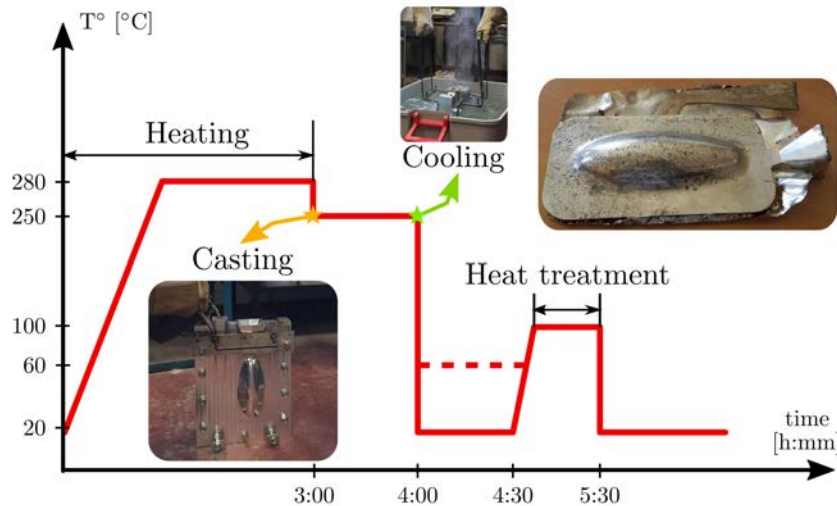 T° [°C]
Heating
Cooling
280
250
Casting
Heat treatment
100
60
20
time
[h:mm]
3:00
4:00
4:30
5:30